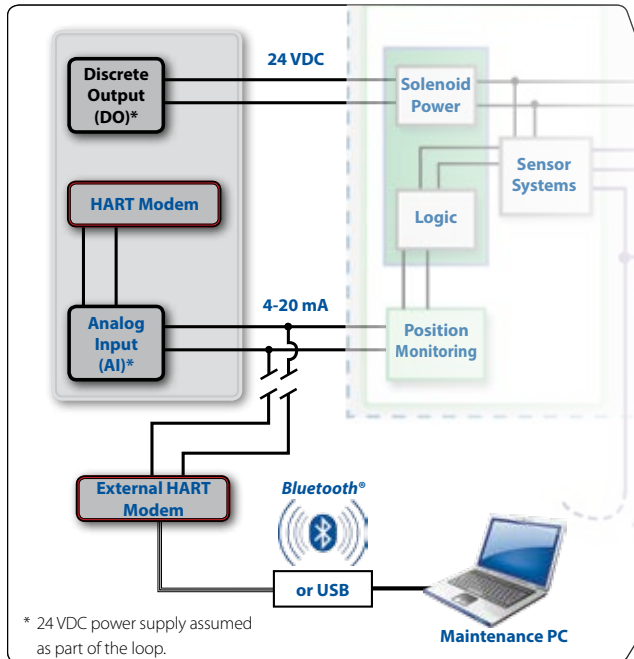 24 VDC
Discrete
Output
(DO)*
Solenoid
Power
Sensor
Systems
HART Modem
Logic
4-20 mA
Analog
Input
(AI)*
Position
Monitoring
External HART
Modem
Bluetooth®
or USB
Maintenance PC
* 24 VDC power supply assumed
as part of the loop.